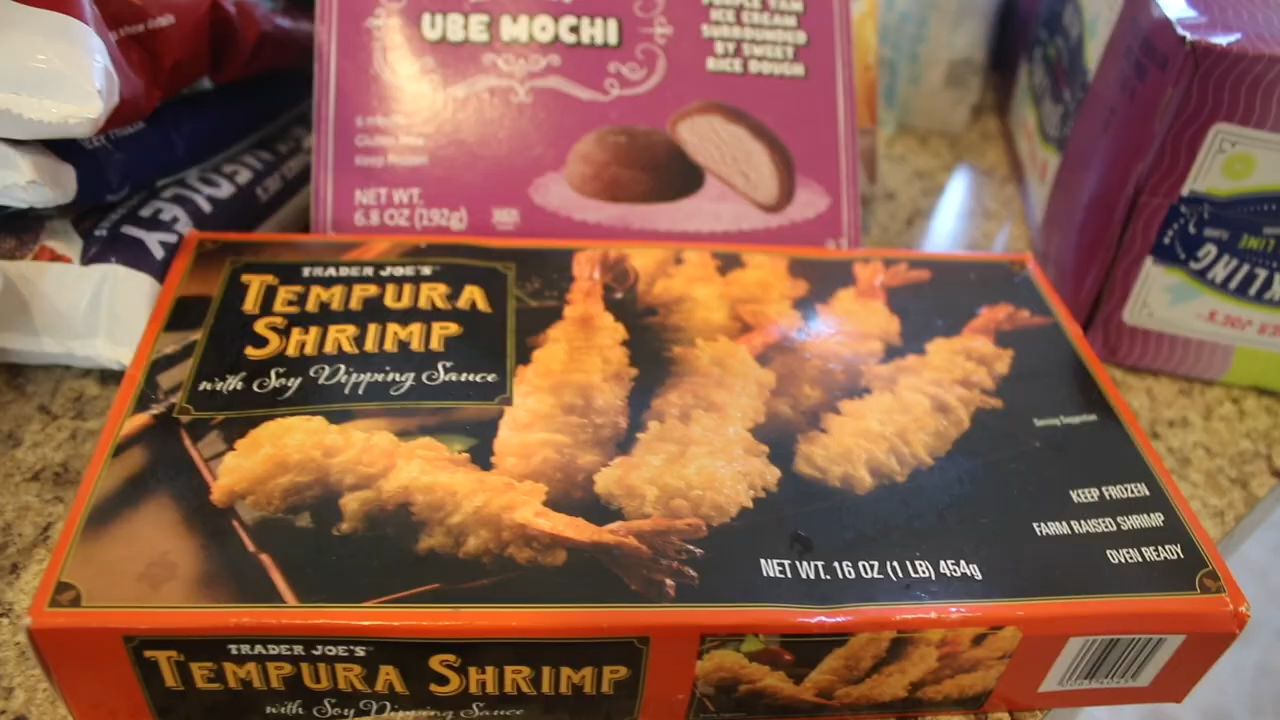 UBE MOCHI
PURPLE YAM
ICE CREAM
SURROUNDED
BY SWEET
RICE DOUGH
Keep Frozen
NET WT.
6.8 OZ (192g)
TRADER JOE'S
TEMPURA
SHRIMP
with Soy Dipping Sauce
Serving Suggestion
KEEP FROZEN
FARM RAISED SHRIMP
OVEN READY
NET WT. 16 OZ (1 LB) 454g
TRADER JOE'S
TEMPURA SHRIMP
with Soy Dipping Sauce
LIME